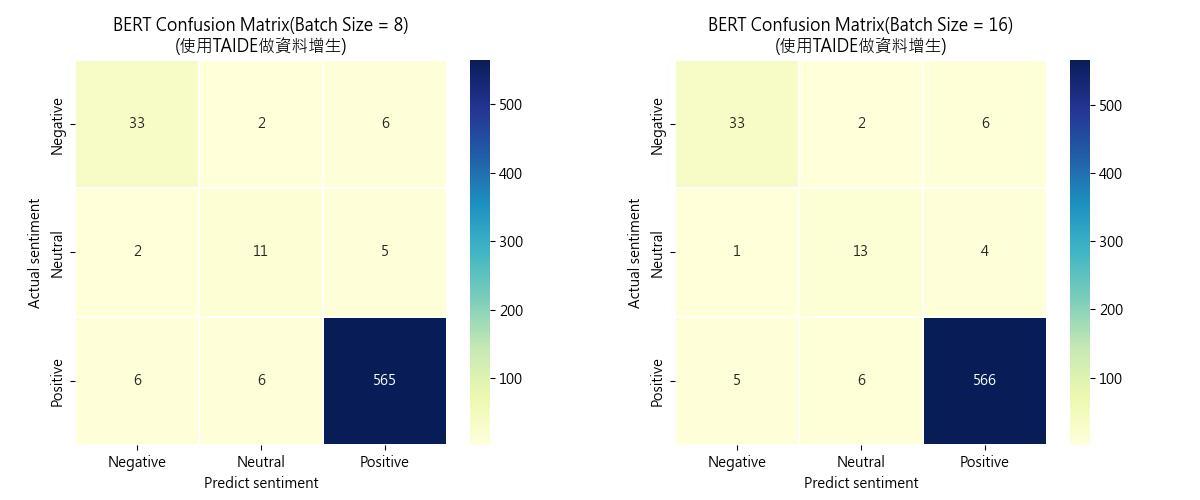 BERT Confusion Matrix(Batch Size = 8)
(使用TAIDE做資料增生)
Actual sentiment
Negative
33 2 6
Neutral
2 11 5
Positive
6 6 565
Negative Neutral Positive
Predict sentiment
500
400
300
200
100
BERT Confusion Matrix(Batch Size = 16)
(使用TAIDE做資料增生)
Actual sentiment
Negative
33 2 6
Neutral
1 13 4
Positive
5 6 566
Negative Neutral Positive
Predict sentiment
500
400
300
200
100